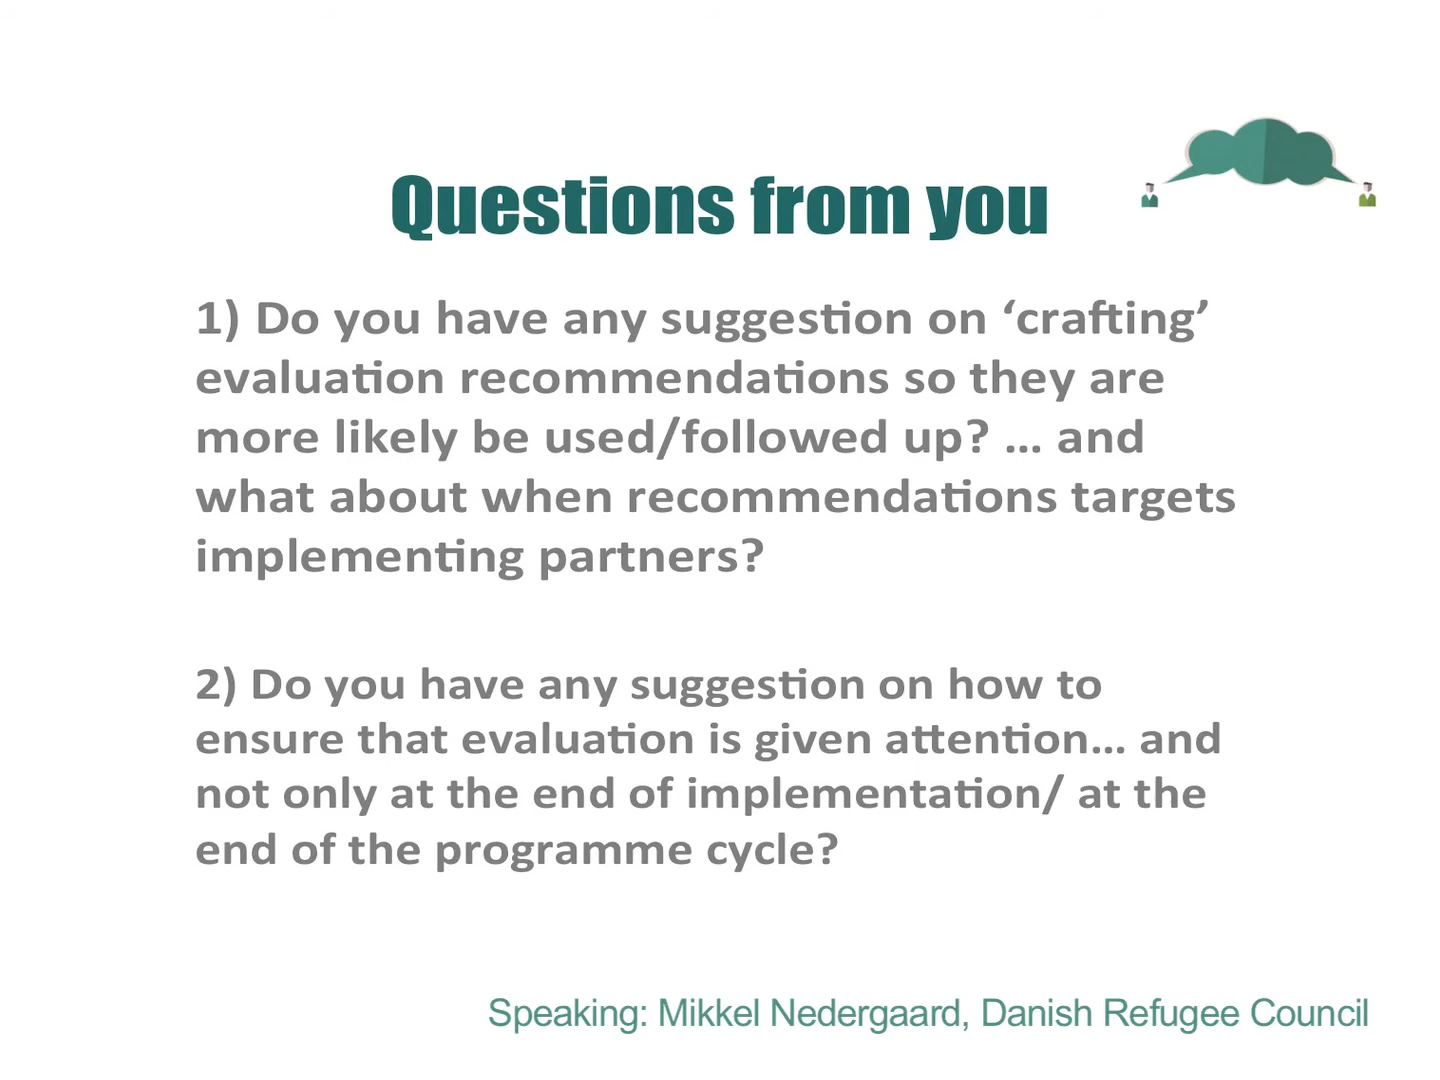 Questions from you
1) Do you have any suggestion on ‘crafting’
evaluation recommendations so they are
more likely be used/followed up? ... and
what about when recommendations targets
implementing partners?
2) Do you have any suggestion on how to
ensure that evaluation is given attention... and
not only at the end of implementation/ at the
end of the programme cycle?
Speaking: Mikkel Nedergaard, Danish Refugee Council